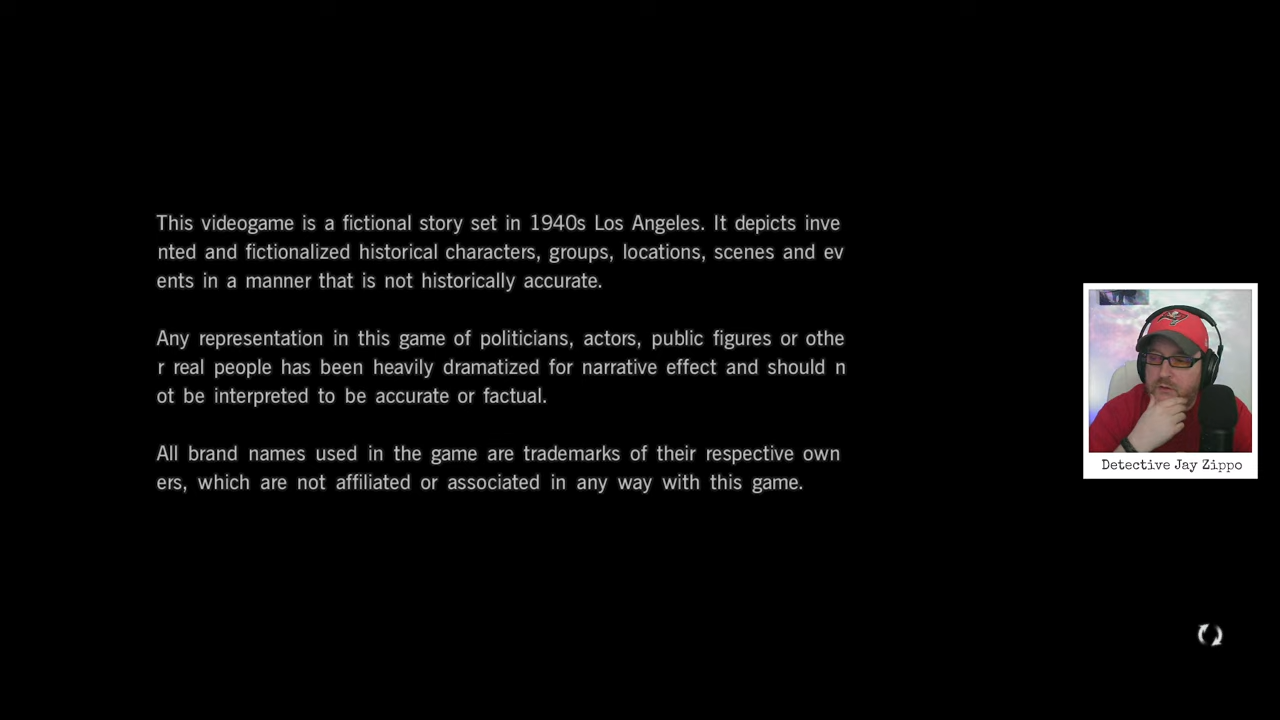 This videogame is a fictional story set in 1940s Los Angeles. It depicts inve
nted and fictionalized historical characters, groups, locations, scenes and ev
ents in a manner that is not historically accurate.
Any representation in this game of politicians, actors, public figures or othe
r real people has been heavily dramatized for narrative effect and should n
ot be interpreted to be accurate or factual.
All brand names used in the game are trademarks of their respective own
ers, which are not affiliated or associated in any way with this game.
Detective Jay Zippo